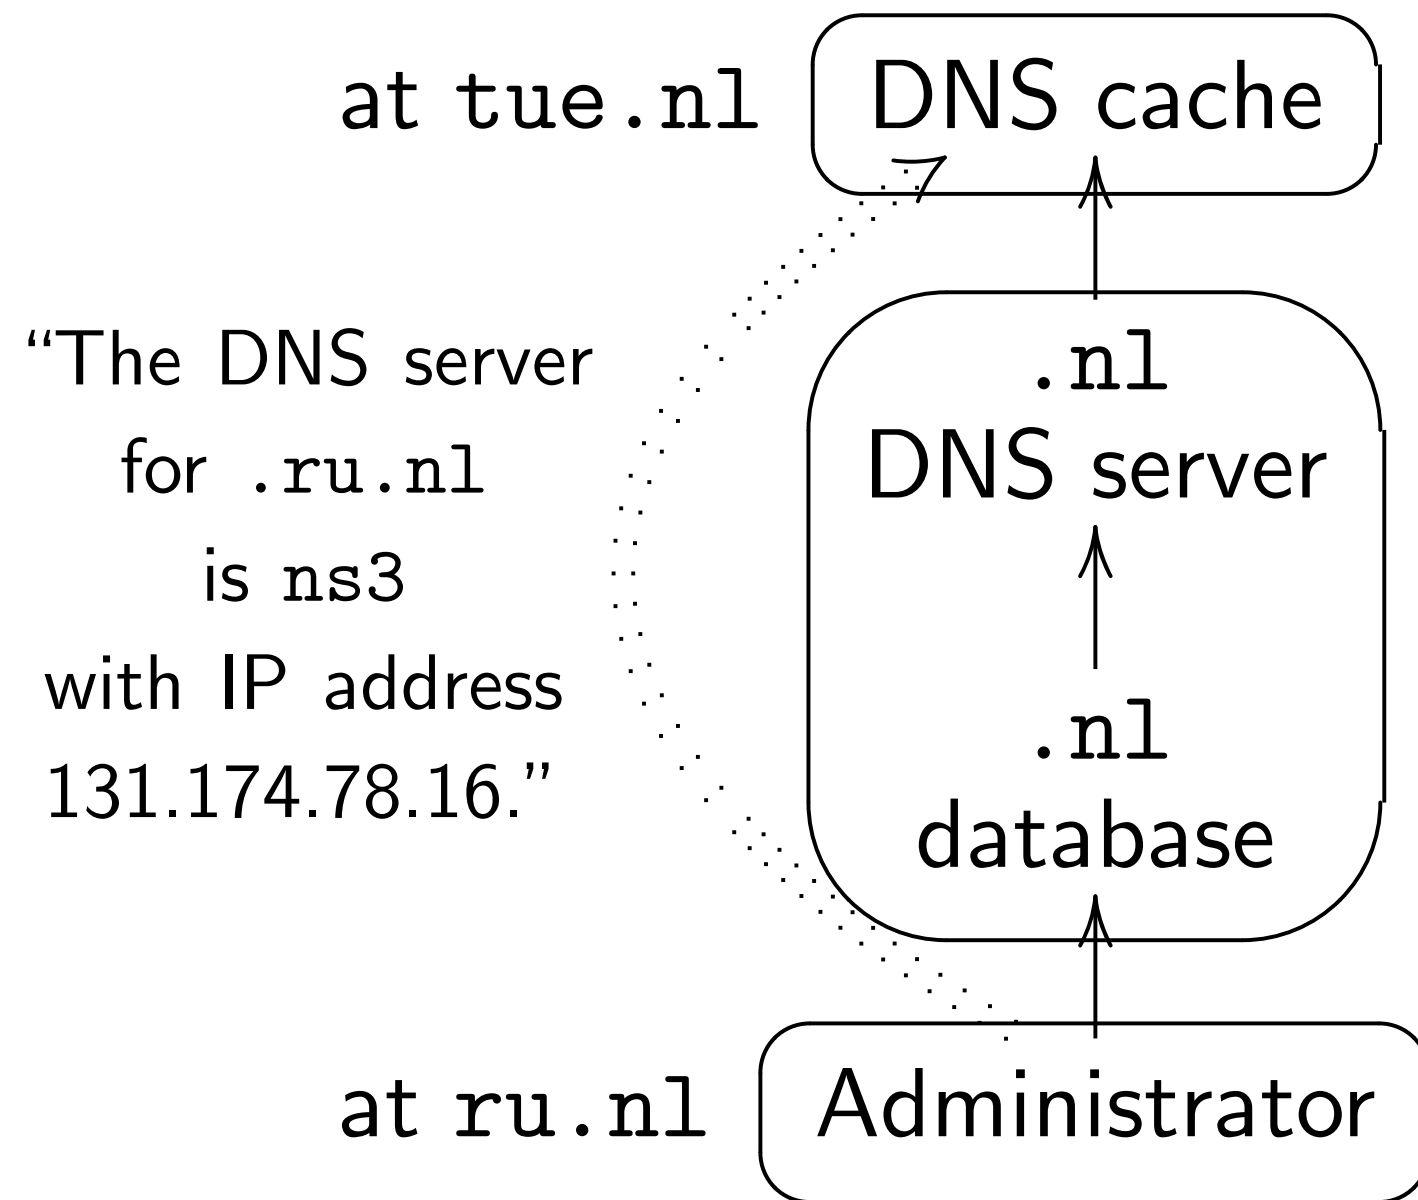 at tue.nl DNS cache
“The DNS server
for .ru.nl
is ns3
with IP address
131.174.78.16.”
.nl
DNS server
.nl
database
at ru.nl Administrator